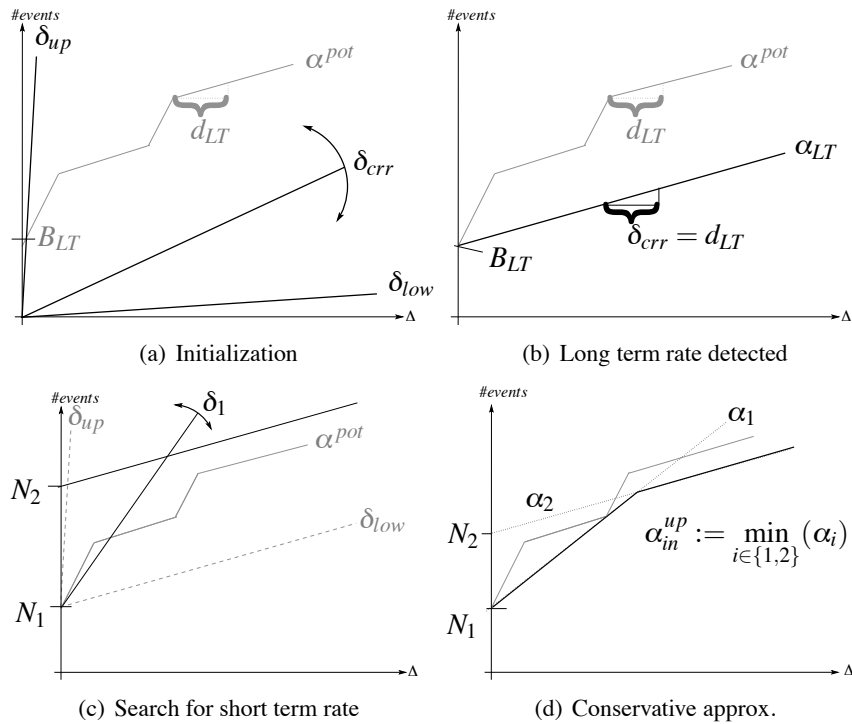 #events
δ_up
α^pot
d_LT
δ_crr
B_LT
δ_low
Δ
(a) Initialization
#events
α^pot
d_LT
α_LT
δ_crr = d_LT
B_LT
Δ
(b) Long term rate detected
#events
δ_up
δ_1
α^pot
N_2
δ_low
N_1
Δ
(c) Search for short term rate
#events
α_1
α_2
N_2
α_in^up := min_{i∈{1,2}}(α_i)
N_1
Δ
(d) Conservative approx.